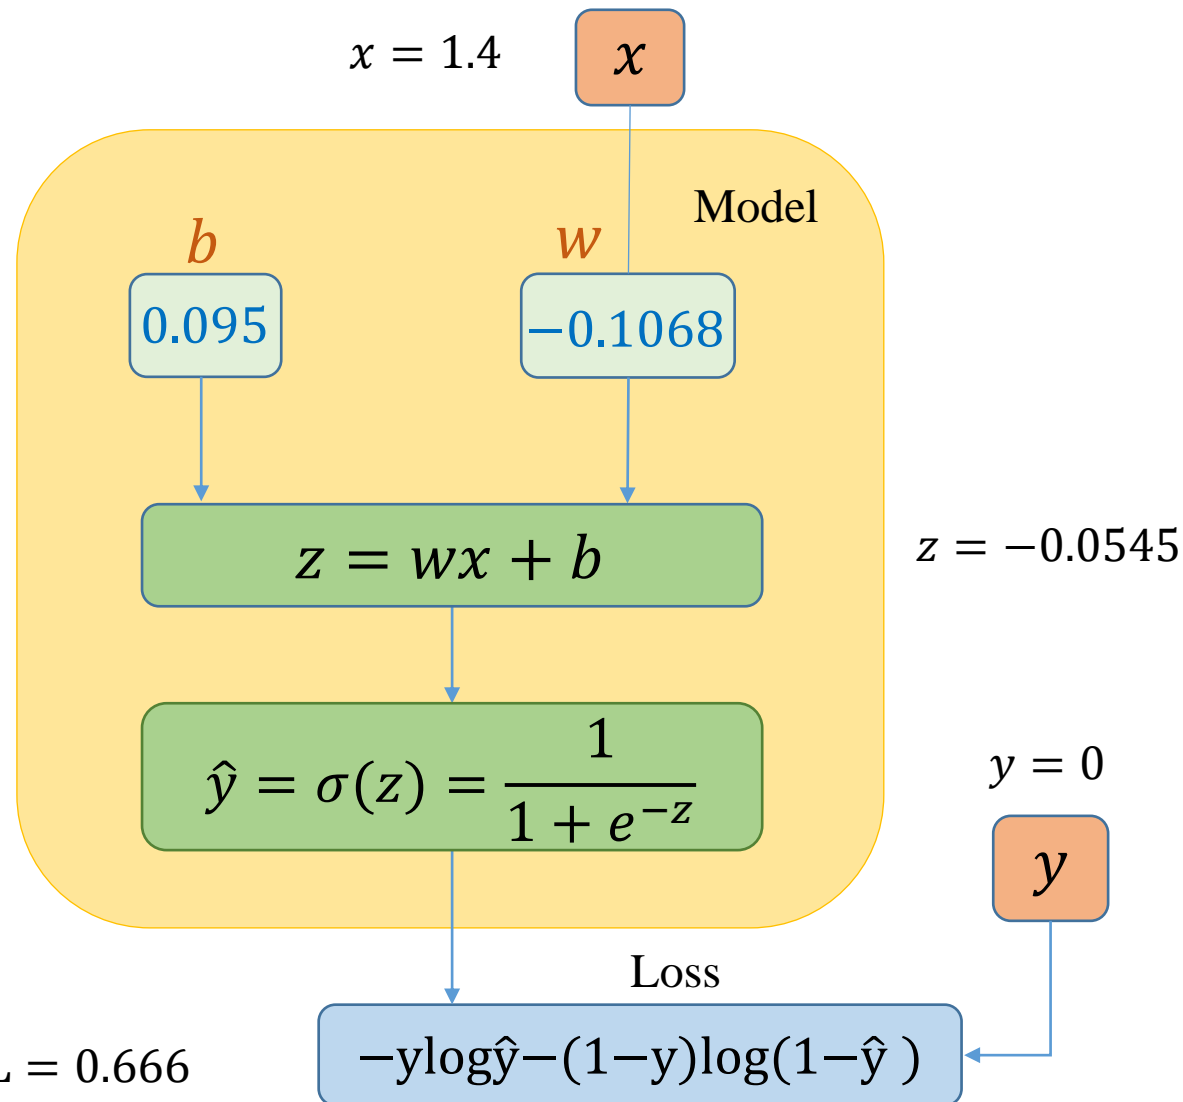 x = 1.4
x
Model
b
w
0.095
−0.1068
z = wx + b
z = −0.0545
ŷ = σ(z) = 1 / (1 + e^{−z})
y = 0
y
Loss
−ylogŷ−(1−y)log(1−ŷ )
L = 0.666